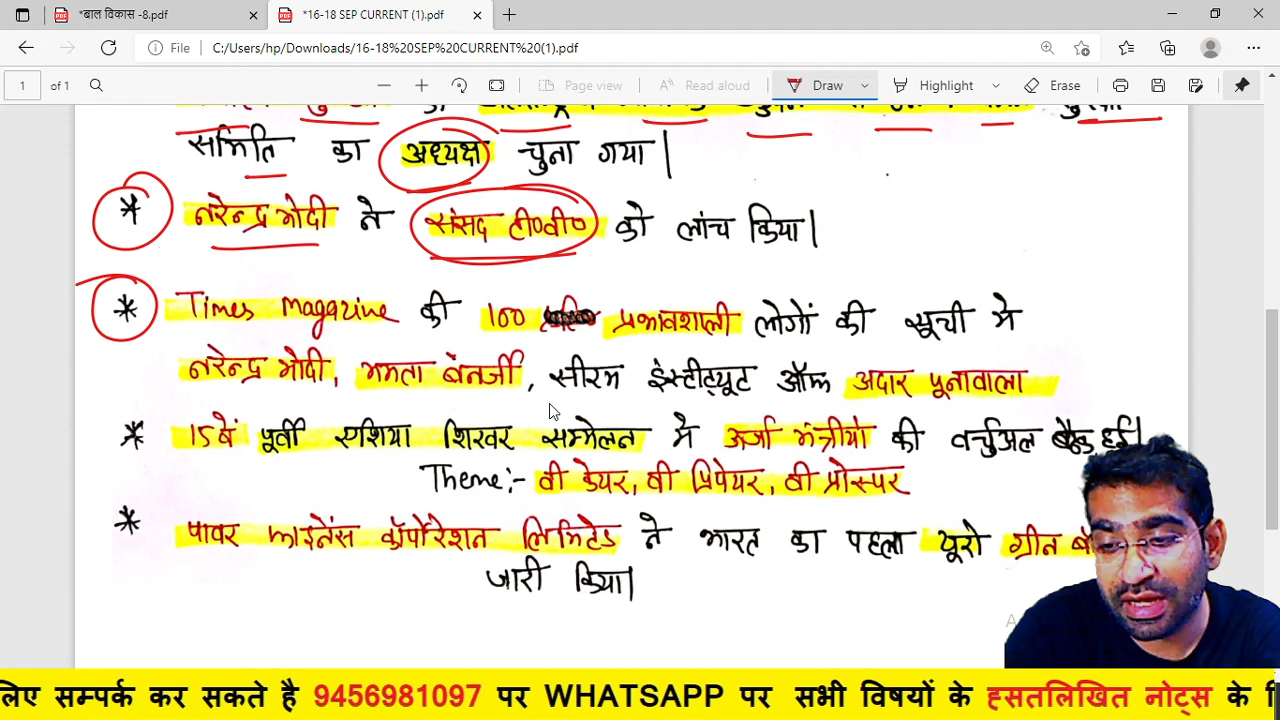 *बाल विकास -8.pdf
*16-18 SEP CURRENT (1).pdf
File C:/Users/hp/Downloads/16-18%20SEP%20CURRENT%20(1).pdf
1 of 1 Page view Read aloud Draw Highlight Erase
समिति का अध्यक्ष चुना गया|
* नरेन्द्र मोदी ने संसद टी०वी० को लांच किया|
* Times magazine की 100 प्रभावशाली लोगों की सूची मे
नरेन्द्र मोदी, ममता बेनर्जी, सीरम इंस्टीट्यूट ऑफ अदार पूनावाला
* 15वें पूर्वी एशिया शिखर सम्मेलन मे ऊर्जा मंत्रीयो की वर्चुअल बैठक हुई|
Theme:- वी केयर, वी प्रिपेयर, वी प्रोस्पर
* पावर फाइनेंस कॉर्पोरेशन लिमिटेड ने भारत का पहला यूरो ग्रीन
जारी किया|
लिए सम्पर्क कर सकते है 9456981097 पर WHATSAPP पर सभी विषयों के ह्सतलिखित नोट्स के